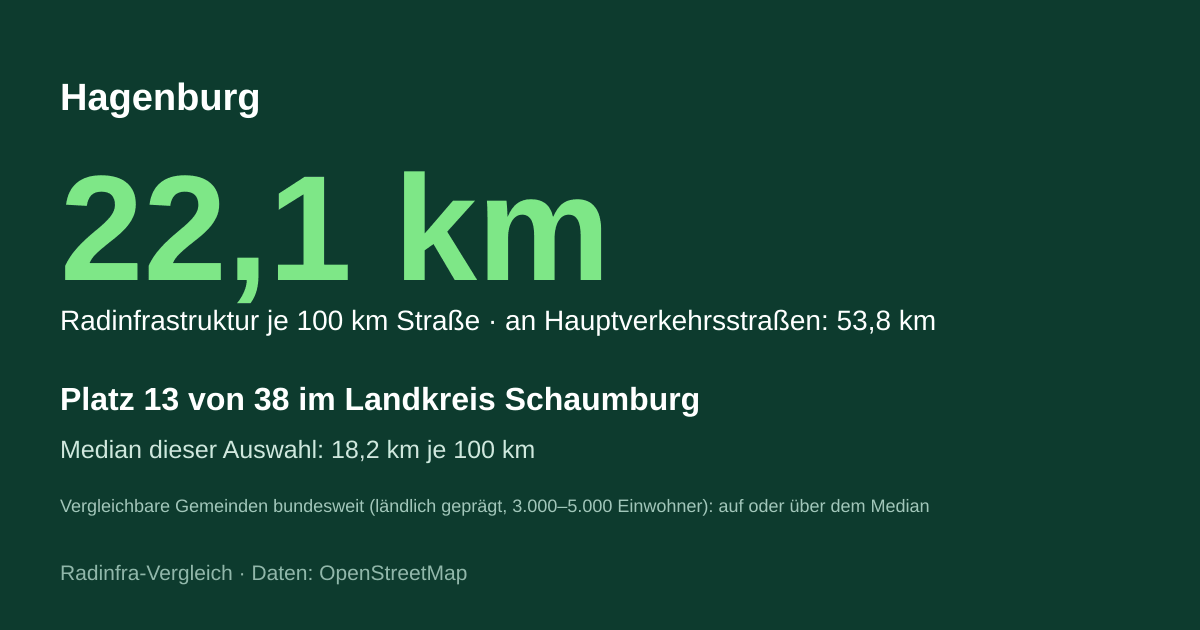 Hagenburg
22,1 km
Radinfrastruktur je 100 km Straße · an Hauptverkehrsstraßen: 53,8 km
Platz 13 von 38 im Landkreis Schaumburg
Median dieser Auswahl: 18,2 km je 100 km
Vergleichbare Gemeinden bundesweit (ländlich geprägt, 3.000–5.000 Einwohner): auf oder über dem Median
Radinfra-Vergleich · Daten: OpenStreetMap